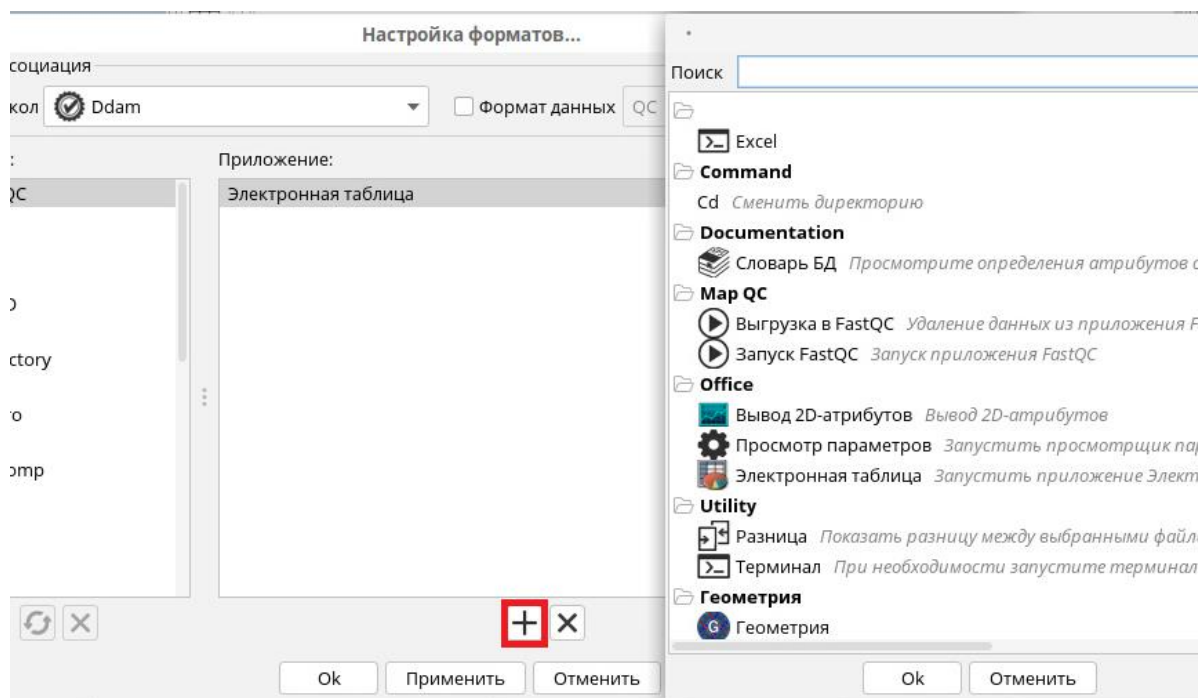 Настройка форматов...
социация
кол Ddam Формат данных QC
Приложение:
Электронная таблица
ctory
omp
Ok Применить Отменить
Поиск
Excel
Command
Cd Сменить директорию
Documentation
Словарь БД Просмотрите определения атрибутов
Map QC
Выгрузка в FastQC Удаление данных из приложения F
Запуск FastQC Запуск приложения FastQC
Office
Вывод 2D-атрибутов Вывод 2D-атрибутов
Просмотр параметров Запустить просмотрщик пар
Электронная таблица Запустить приложение Элект
Utility
Разница Показать разницу между выбранными файл
Терминал При необходимости запустите терминал
Геометрия
G Геометрия
Ok Отменить